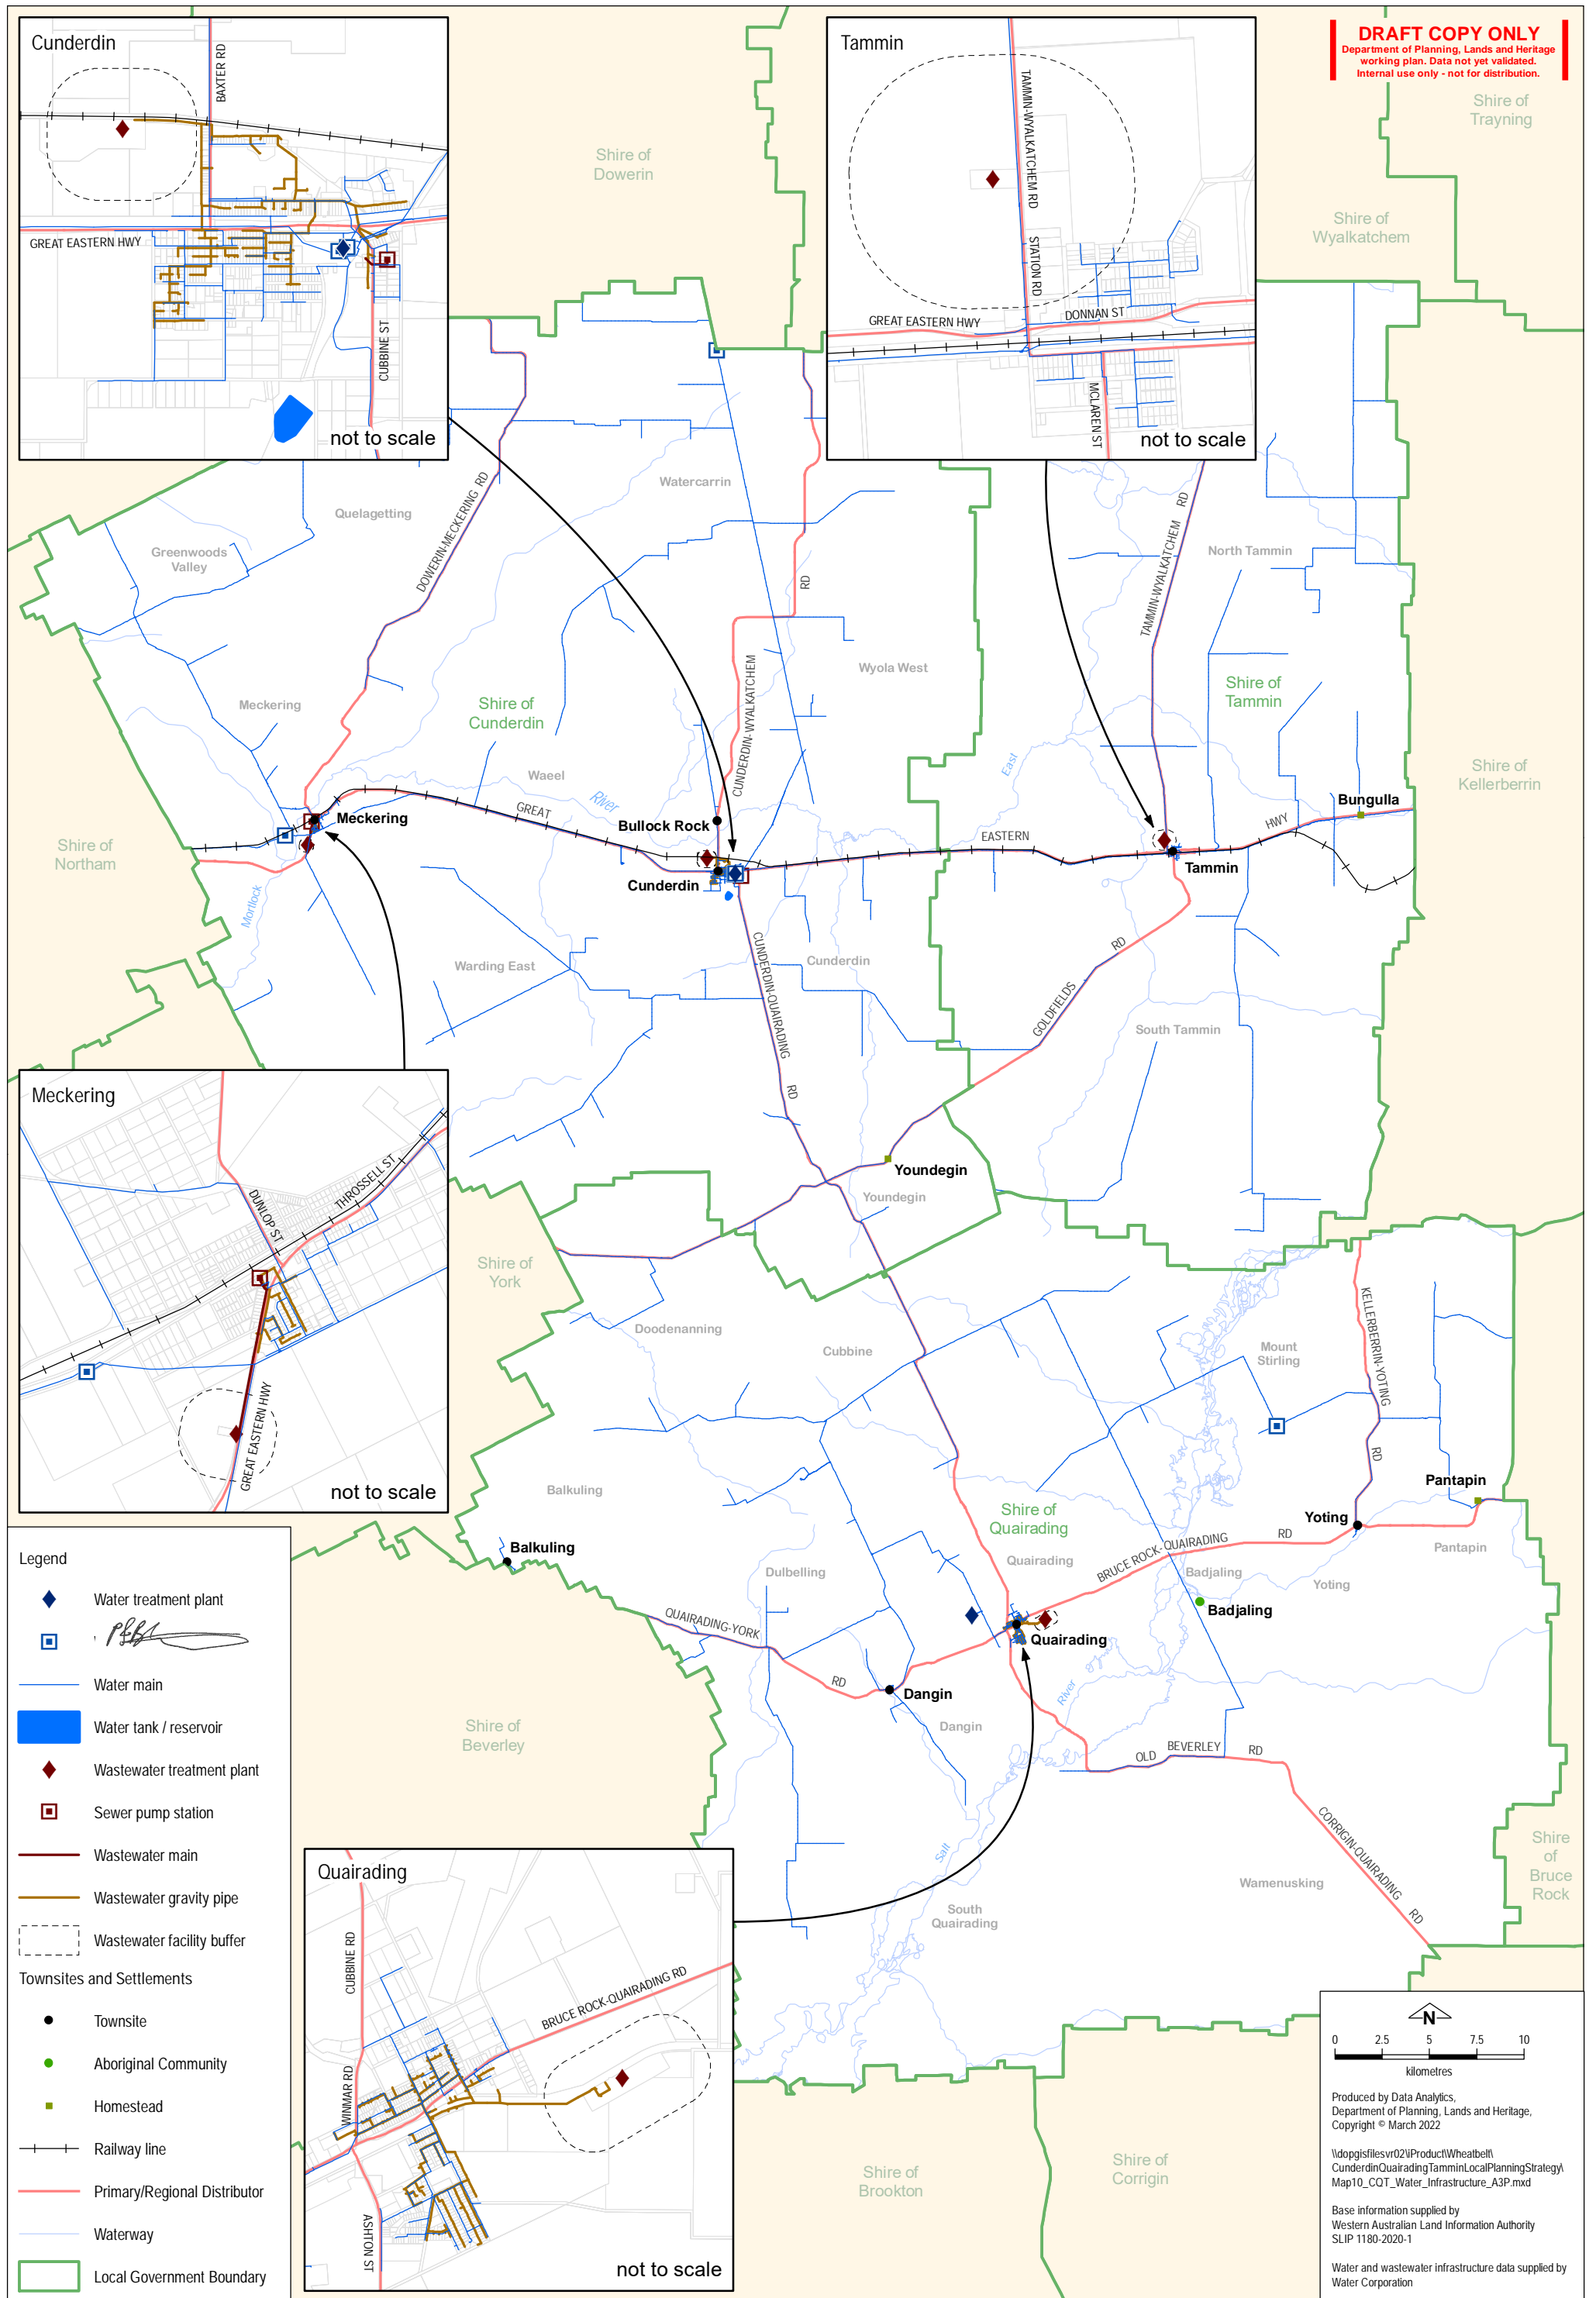 Cunderdin
BAXTER RD
GREAT EASTERN HWY
CUBBINE ST
not to scale
Tammin
TAMMIN-WYALKATCHEM RD
STATION RD
GREAT EASTERN HWY
DONNAN ST
MCLAREN ST
not to scale
DRAFT COPY ONLY
Department of Planning, Lands and Heritage
working plan. Data not yet validated.
Internal use only - not for distribution.
Shire of
Trayning
Shire of
Dowerin
Shire of
Wyalkatchem
Watercarrin
Quelagetting
Greenwoods
Valley
DOWERIN-MECKERING RD
RD
TAMMIN-WYALKATCHEM RD
North Tammin
Wyola West
Meckering
Shire of
Cunderdin
CUNDERDIN-WYALKATCHEM
Shire of
Tammin
East
Waeel
River
Shire of
Kellerberrin
GREAT
Meckering
Bullock Rock
Bungulla
HWY
EASTERN
Shire of
Northam
Cunderdin
Tammin
Mortlock
Warding East
Cunderdin
CUNDERDIN-QUAIRADING
RD
GOLDFIELDS
RD
South Tammin
Meckering
DUNLOP ST
THROSSELL ST
GREAT EASTERN HWY
not to scale
Youndegin
Youndegin
Shire of
York
Doodenanning
Cubbine
Mount
Stirling
KELLERBERRIN-YOTING
RD
Balkuling
Pantapin
Shire of
Quairading
Yoting
BRUCE ROCK-QUAIRADING
RD
Balkuling
Quairading
Pantapin
Dulbelling
Badjaling
Yoting
Badjaling
QUAIRADING-YORK
RD
Quairading
Dangin
River
Dangin
Shire of
Beverley
OLD
BEVERLEY
RD
CORRIGIN-QUAIRADING
RD
Salt
Shire
of
Bruce
Rock
Wamenusking
South
Quairading
Legend
Water treatment plant
Water main
Water tank / reservoir
Wastewater treatment plant
Sewer pump station
Wastewater main
Wastewater gravity pipe
Wastewater facility buffer
Townsites and Settlements
Townsite
Aboriginal Community
Homestead
Railway line
Primary/Regional Distributor
Waterway
Local Government Boundary
Quairading
CUBBINE RD
BRUCE ROCK-QUAIRADING RD
WINMAR RD
ASHTON ST
not to scale
Shire of
Brookton
Shire of
Corrigin
N
0 2.5 5 7.5 10
kilometres
Produced by Data Analytics,
Department of Planning, Lands and Heritage,
Copyright © March 2022
\\dopgisfilesvr02\iProduct\Wheatbelt\
CunderdinQuairadingTamminLocalPlanningStrategy\
Map10_CQT_Water_Infrastructure_A3P.mxd
Base information supplied by
Western Australian Land Information Authority
SLIP 1180-2020-1
Water and wastewater infrastructure data supplied by
Water Corporation